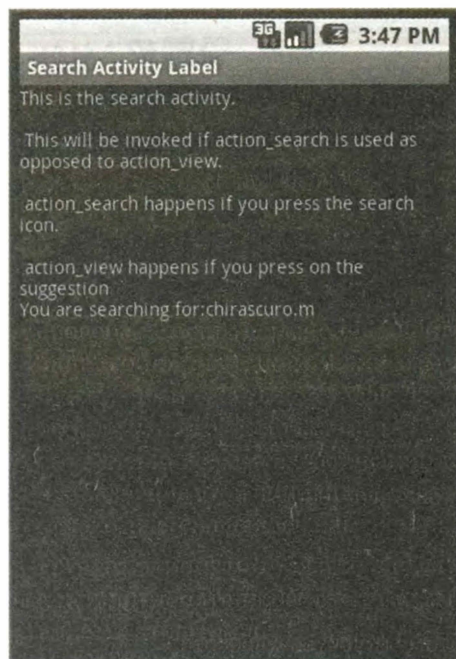 3G 3:47 PM
Search Activity Label
This is the search activity.
This will be invoked if action_search is used as
opposed to action_view.
action_search happens if you press the search
icon.
action_view happens if you press on the
suggestion
You are searching for:chirascuro.m